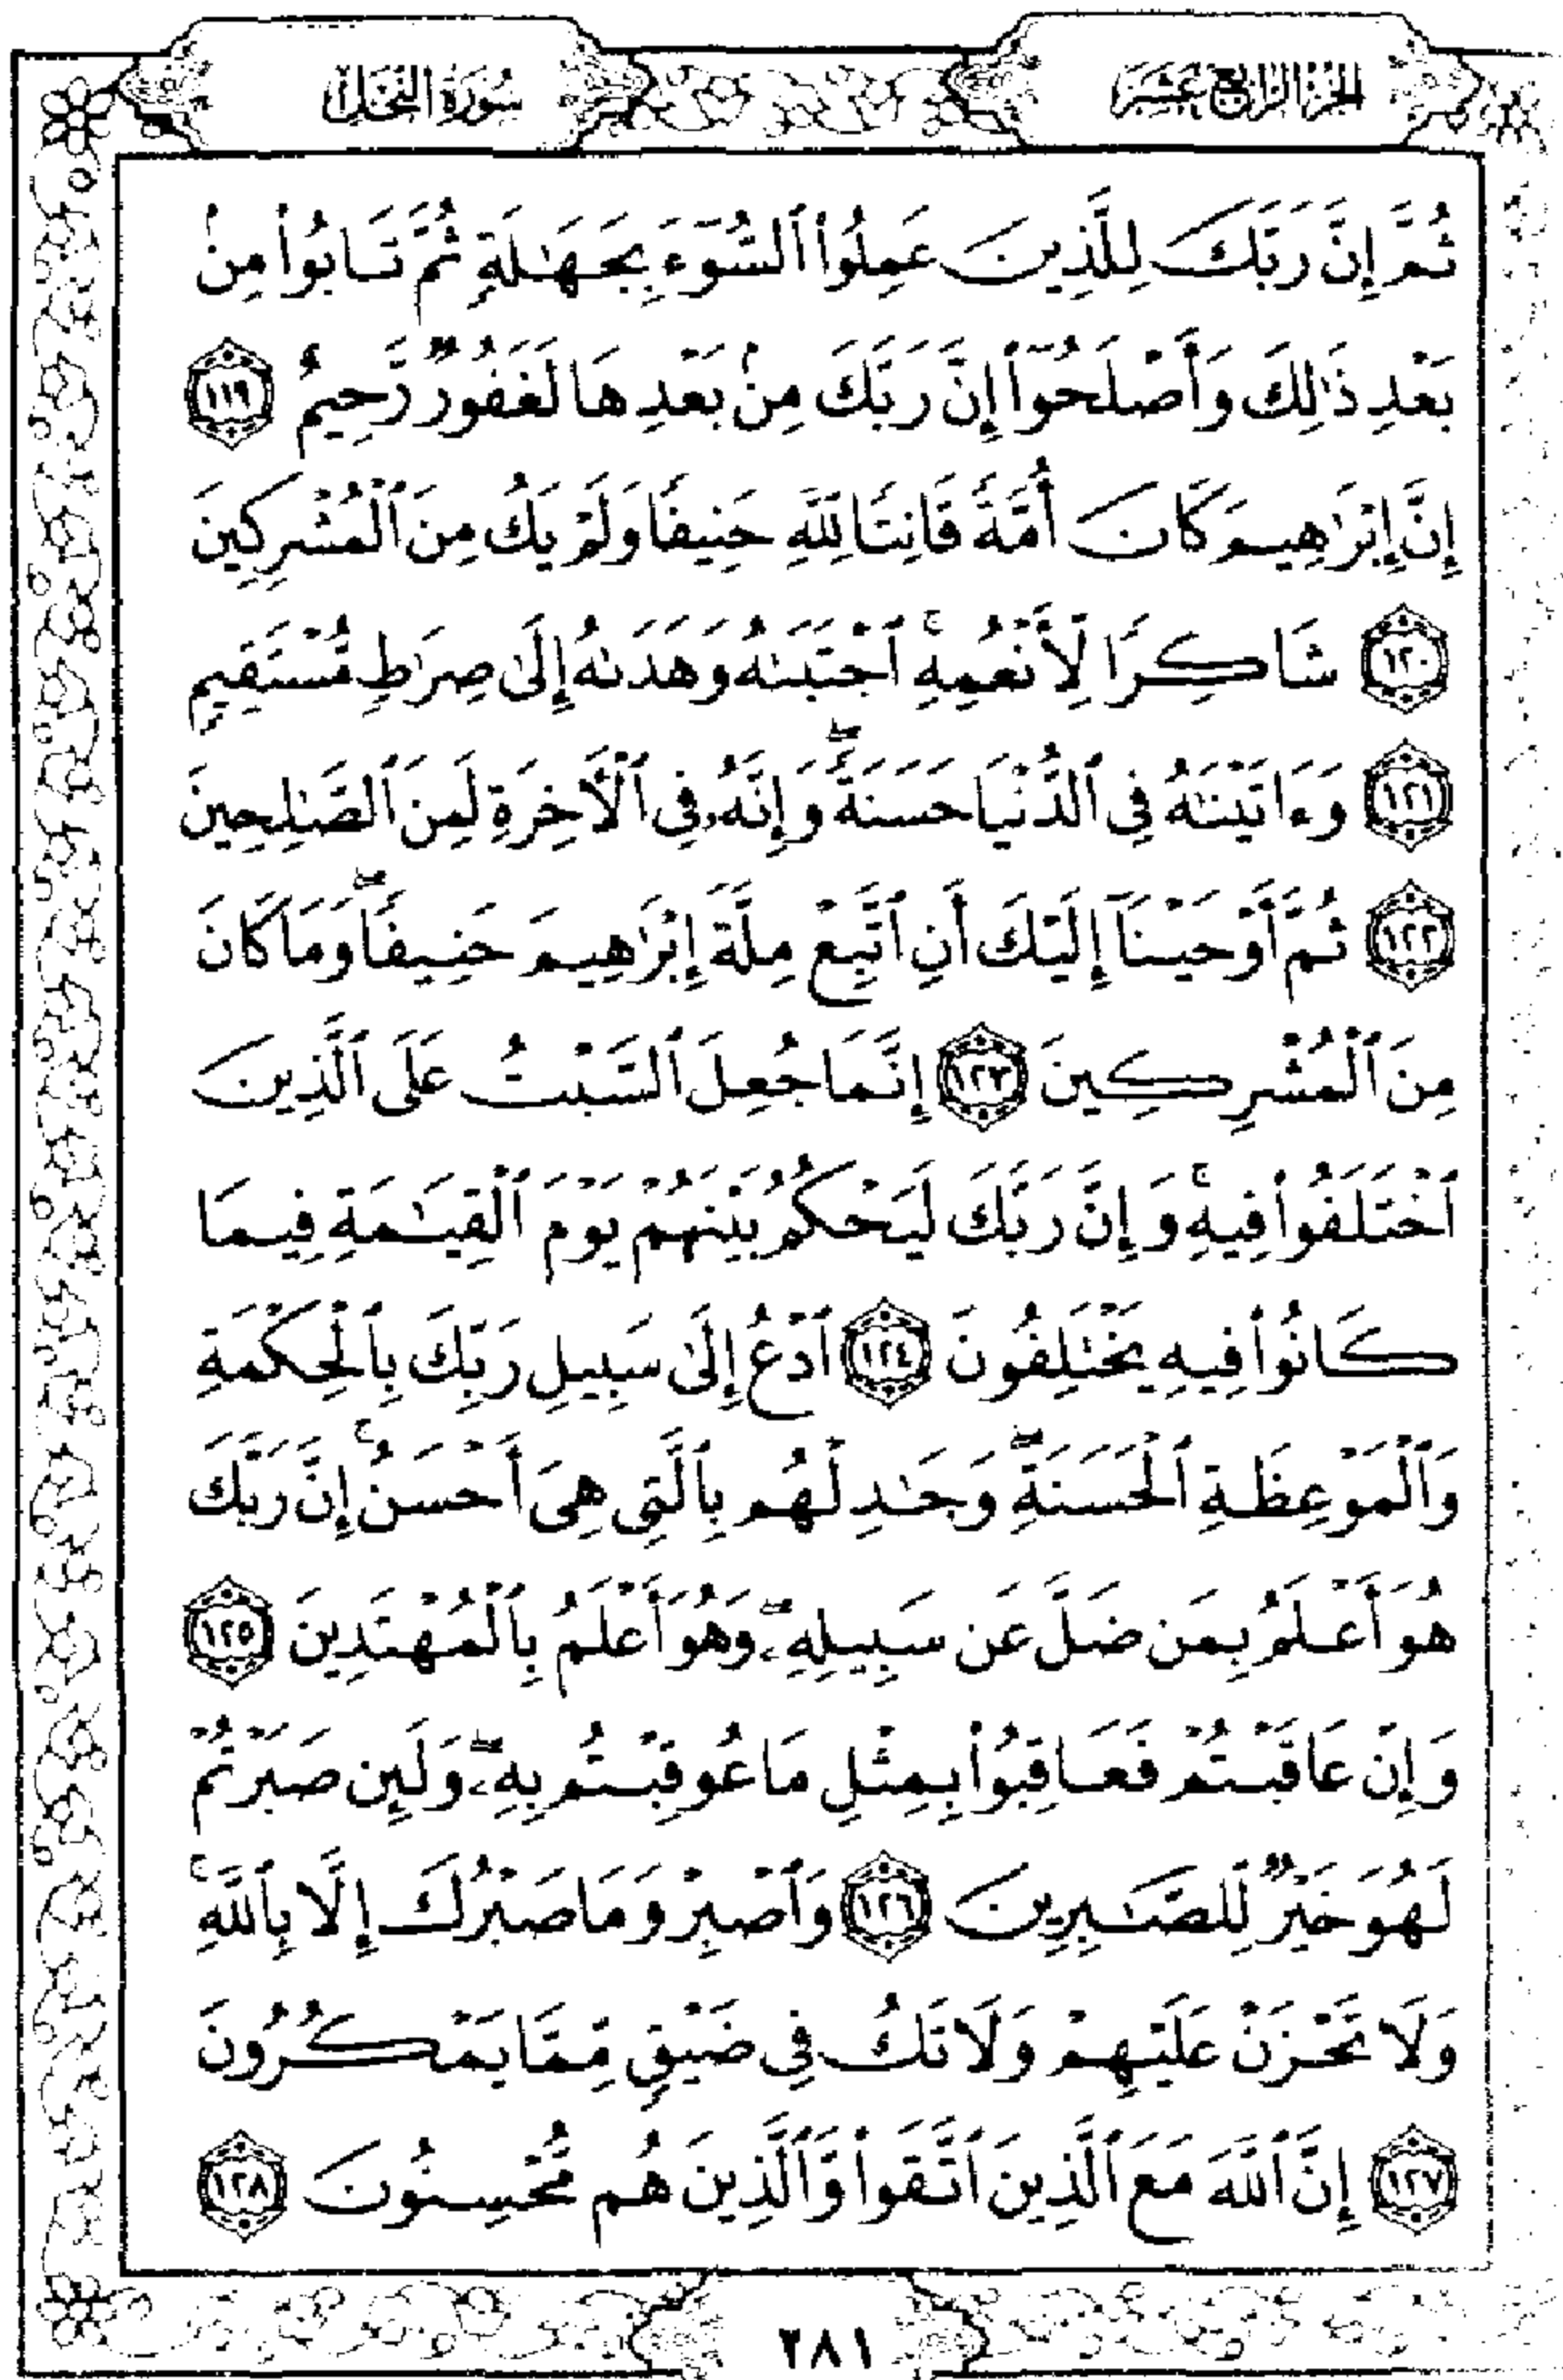 الجزء الرابع عشر
سورة النحل
ثُمَّ إِنَّ رَبَّكَ لِلَّذِينَ عَمِلُوا۟ ٱلسُّوٓءَ بِجَهَـٰلَةٍ ثُمَّ تَابُوا۟ مِنۢ
بَعْدِ ذَٰلِكَ وَأَصْلَحُوٓا۟ إِنَّ رَبَّكَ مِنۢ بَعْدِهَا لَغَفُورٌ رَّحِيمٌ ﴿١١٩﴾
إِنَّ إِبْرَٰهِيمَ كَانَ أُمَّةً قَانِتًا لِّلَّهِ حَنِيفًا وَلَمْ يَكُ مِنَ ٱلْمُشْرِكِينَ
﴿١٢٠﴾ شَاكِرًا لِّأَنْعُمِهِ ۚ ٱجْتَبَىٰهُ وَهَدَىٰهُ إِلَىٰ صِرَٰطٍ مُّسْتَقِيمٍ
﴿١٢١﴾ وَءَاتَيْنَـٰهُ فِى ٱلدُّنْيَا حَسَنَةً ۖ وَإِنَّهُۥ فِى ٱلْـَٔاخِرَةِ لَمِنَ ٱلصَّـٰلِحِينَ
﴿١٢٢﴾ ثُمَّ أَوْحَيْنَآ إِلَيْكَ أَنِ ٱتَّبِعْ مِلَّةَ إِبْرَٰهِيمَ حَنِيفًا ۖ وَمَا كَانَ
مِنَ ٱلْمُشْرِكِينَ ﴿١٢٣﴾ إِنَّمَا جُعِلَ ٱلسَّبْتُ عَلَى ٱلَّذِينَ
ٱخْتَلَفُوا۟ فِيهِ ۚ وَإِنَّ رَبَّكَ لَيَحْكُمُ بَيْنَهُمْ يَوْمَ ٱلْقِيَـٰمَةِ فِيمَا
كَانُوا۟ فِيهِ يَخْتَلِفُونَ ﴿١٢٤﴾ ٱدْعُ إِلَىٰ سَبِيلِ رَبِّكَ بِٱلْحِكْمَةِ
وَٱلْمَوْعِظَةِ ٱلْحَسَنَةِ ۖ وَجَـٰدِلْهُم بِٱلَّتِى هِىَ أَحْسَنُ ۚ إِنَّ رَبَّكَ
هُوَ أَعْلَمُ بِمَن ضَلَّ عَن سَبِيلِهِۦ ۖ وَهُوَ أَعْلَمُ بِٱلْمُهْتَدِينَ ﴿١٢٥﴾
وَإِنْ عَاقَبْتُمْ فَعَاقِبُوا۟ بِمِثْلِ مَا عُوقِبْتُم بِهِۦ ۖ وَلَئِن صَبَرْتُمْ
لَهُوَ خَيْرٌ لِّلصَّـٰبِرِينَ ﴿١٢٦﴾ وَٱصْبِرْ وَمَا صَبْرُكَ إِلَّا بِٱللَّهِ ۚ
وَلَا تَحْزَنْ عَلَيْهِمْ وَلَا تَكُ فِى ضَيْقٍ مِّمَّا يَمْكُرُونَ
﴿١٢٧﴾ إِنَّ ٱللَّهَ مَعَ ٱلَّذِينَ ٱتَّقَوا۟ وَّٱلَّذِينَ هُم مُّحْسِنُونَ ﴿١٢٨﴾
٢٨١